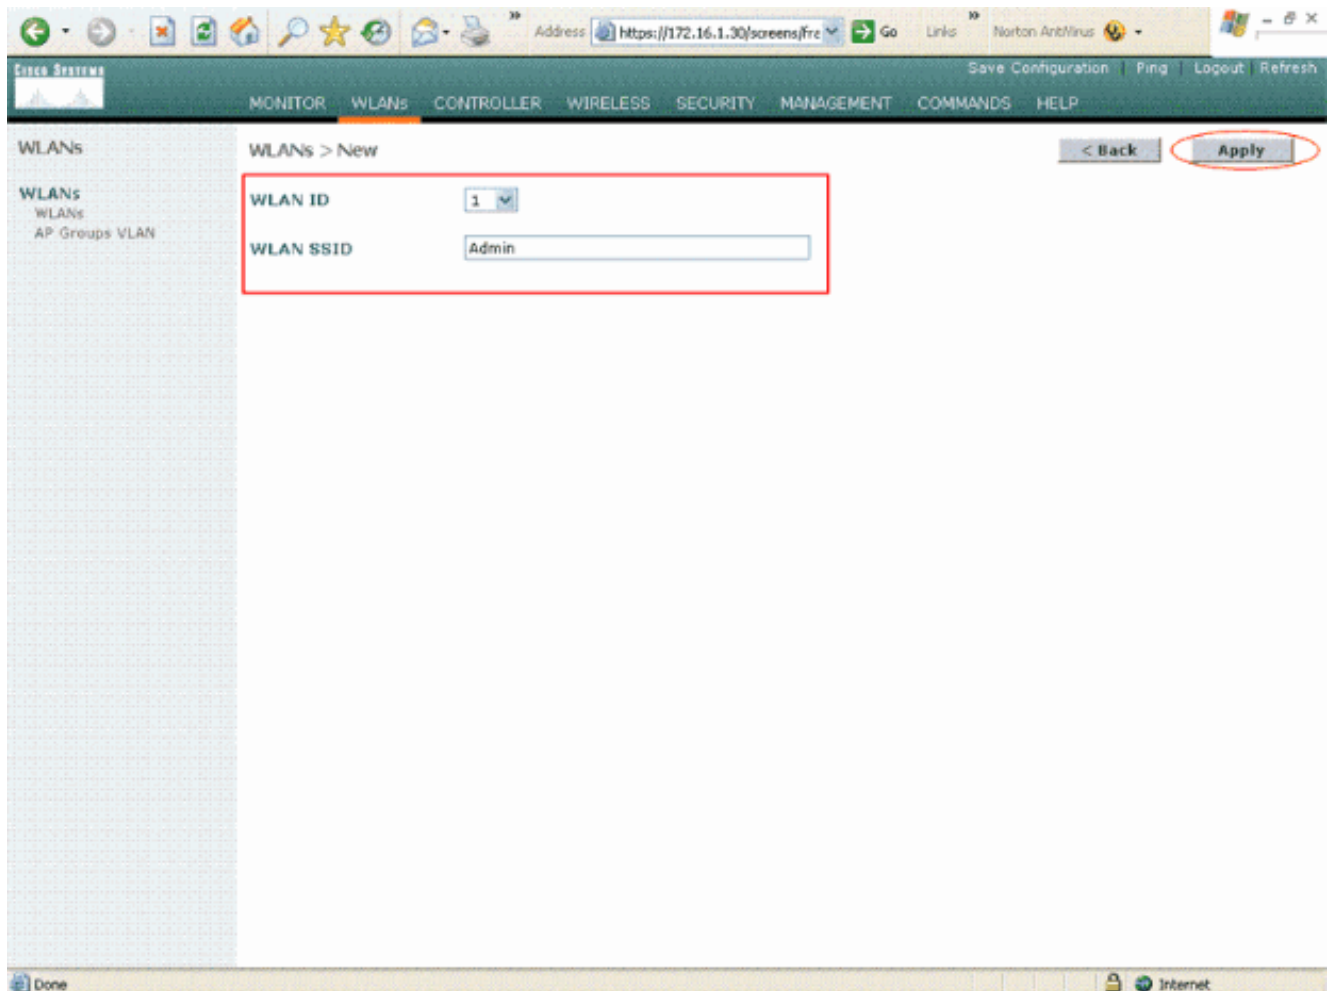 Address https://172.16.1.30/screens/fra Go Links Norton AntiVirus
CISCO SYSTEMS
Save Configuration | Ping | Logout | Refresh
MONITOR WLANs CONTROLLER WIRELESS SECURITY MANAGEMENT COMMANDS HELP
WLANs
WLANs > New
< Back
Apply
WLANs
WLANs
AP Groups VLAN
WLAN ID 1
WLAN SSID Admin
Done
Internet